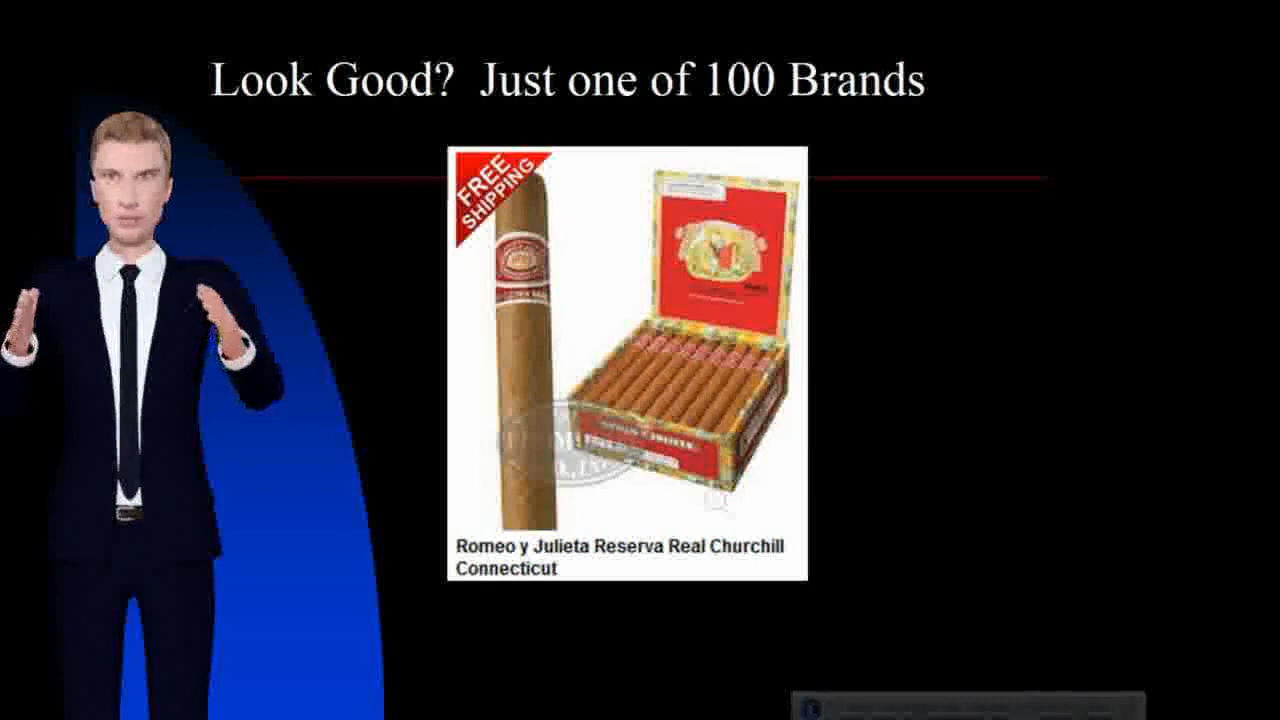 Look Good?  Just one of 100 Brands
FREE
SHIPPING
Romeo y Julieta Reserva Real Churchill
Connecticut